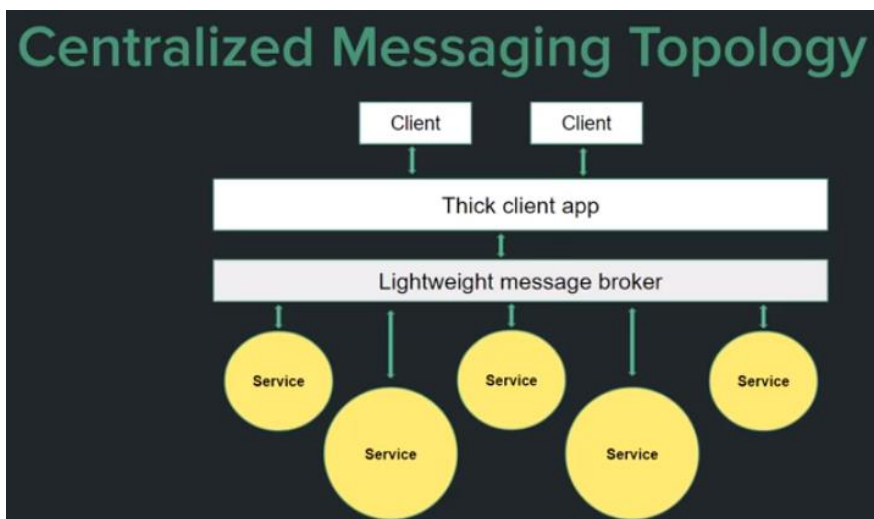 Centralized Messaging Topology
Client Client
Thick client app
Lightweight message broker
Service Service Service
Service Service